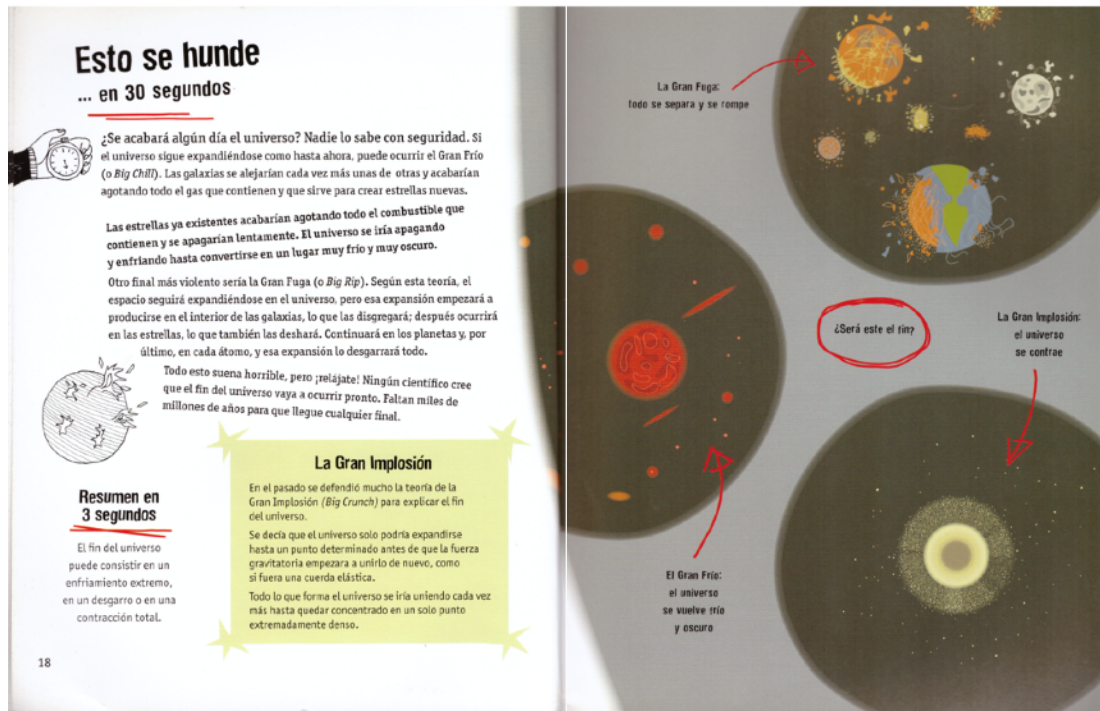 Esto se hunde
... en 30 segundos
¿Se acabará algún día el universo? Nadie lo sabe con seguridad. Si
el universo sigue expandiéndose como hasta ahora, puede ocurrir el Gran Frío
(o Big Chill). Las galaxias se alejarían cada vez más unas de otras y acabarían
agotando todo el gas que contienen y que sirve para crear estrellas nuevas.
Las estrellas ya existentes acabarían agotando todo el combustible que
contienen y se apagarían lentamente. El universo se iría apagando
y enfriando hasta convertirse en un lugar muy frío y muy oscuro.
Otro final más violento sería la Gran Fuga (o Big Rip). Según esta teoría, el
espacio seguirá expandiéndose en el universo, pero esa expansión empezará a
producirse en el interior de las galaxias, lo que las disgregará; después ocurrirá
en las estrellas, lo que también las deshará. Continuará en los planetas y, por
último, en cada átomo, y esa expansión lo desgarrará todo.
Todo esto suena horrible, pero ¡relájate! Ningún científico cree
que el fin del universo vaya a ocurrir pronto. Faltan miles de
millones de años para que llegue cualquier final.
Resumen en
3 segundos
El fin del universo
puede consistir en un
enfriamiento extremo,
en un desgarro o en una
contracción total.
La Gran Implosión
En el pasado se defendió mucho la teoría de la
Gran Implosión (Big Crunch) para explicar el fin
del universo.
Se decía que el universo solo podría expandirse
hasta un punto determinado antes de que la fuerza
gravitatoria empezara a unirlo de nuevo, como
si fuera una cuerda elástica.
Todo lo que forma el universo se iría uniendo cada vez
más hasta quedar concentrado en un solo punto
extremadamente denso.
18
La Gran Fuga:
todo se separa y se rompe
¿Será este el fin?
La Gran Implosión:
el universo
se contrae
El Gran Frío:
el universo
se vuelve frío
y oscuro